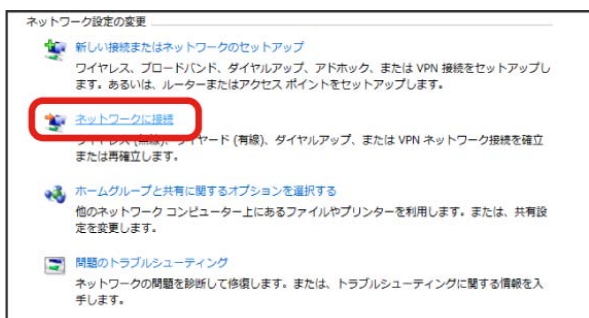 ネットワーク設定の変更
新しい接続またはネットワークのセットアップ
ワイヤレス、ブロードバンド、ダイヤルアップ、アドホック、または VPN 接続をセットアップし
ます。あるいは、ルーターまたはアクセス ポイントをセットアップします。
ネットワークに接続
ワイヤレス (無線)、ワイヤード (有線)、ダイヤルアップ、または VPN ネットワーク接続を確立
または再確立します。
ホームグループと共有に関するオプションを選択する
他のネットワーク コンピューター上にあるファイルやプリンターを利用します。または、共有設
定を変更します。
問題のトラブルシューティング
ネットワークの問題を診断して修復します。または、トラブルシューティングに関する情報を入
手します。